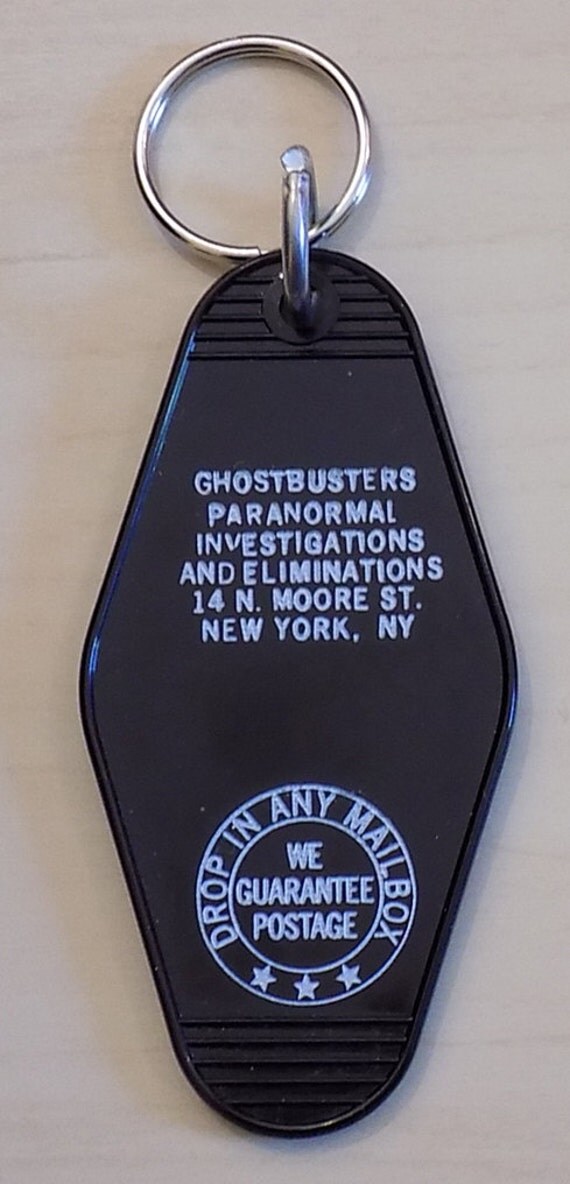 GHOSTBUSTERS
PARANORMAL
INVESTIGATIONS
AND ELIMINATIONS
14 N. MOORE ST.
NEW YORK, NY
DROP IN ANY MAILBOX
WE
GUARANTEE
POSTAGE